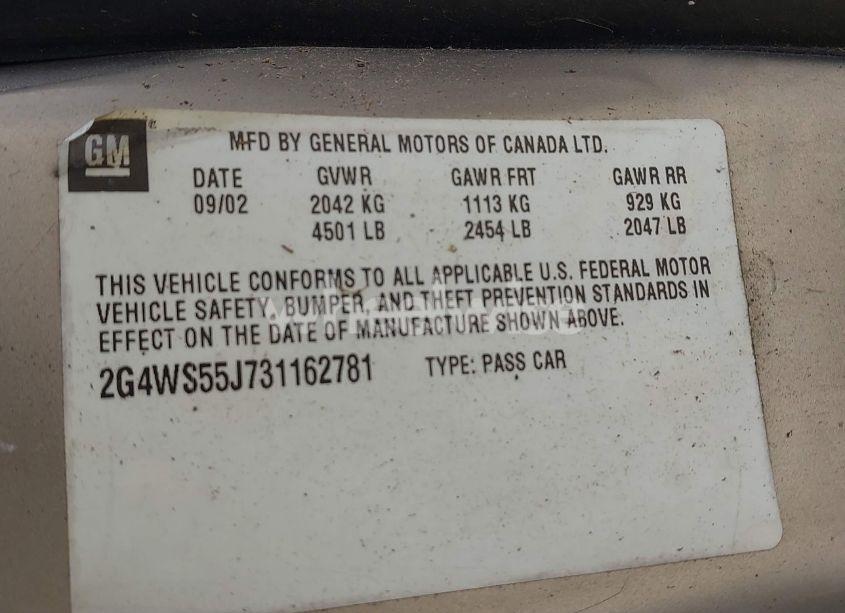 GM
MFD BY GENERAL MOTORS OF CANADA LTD.
DATE GVWR GAWR FRT GAWR RR
09/02 2042 KG 1113 KG 929 KG
4501 LB 2454 LB 2047 LB
THIS VEHICLE CONFORMS TO ALL APPLICABLE U.S. FEDERAL MOTOR
VEHICLE SAFETY, BUMPER, AND THEFT PREVENTION STANDARDS IN
EFFECT ON THE DATE OF MANUFACTURE SHOWN ABOVE.
2G4WS55J731162781 TYPE: PASS CAR